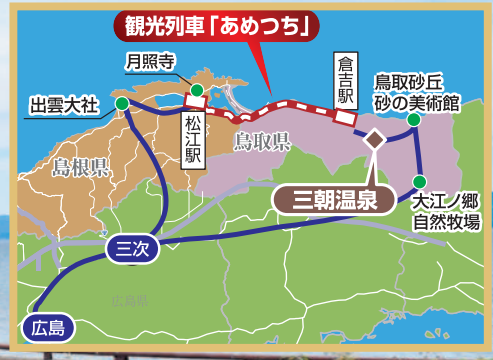 観光列車「あめつち」
月照寺
倉吉駅
鳥取砂丘
砂の美術館
出雲大社
松江駅
鳥取県
島根県
三朝温泉
大江ノ郷
自然牧場
三次
広島県
広島